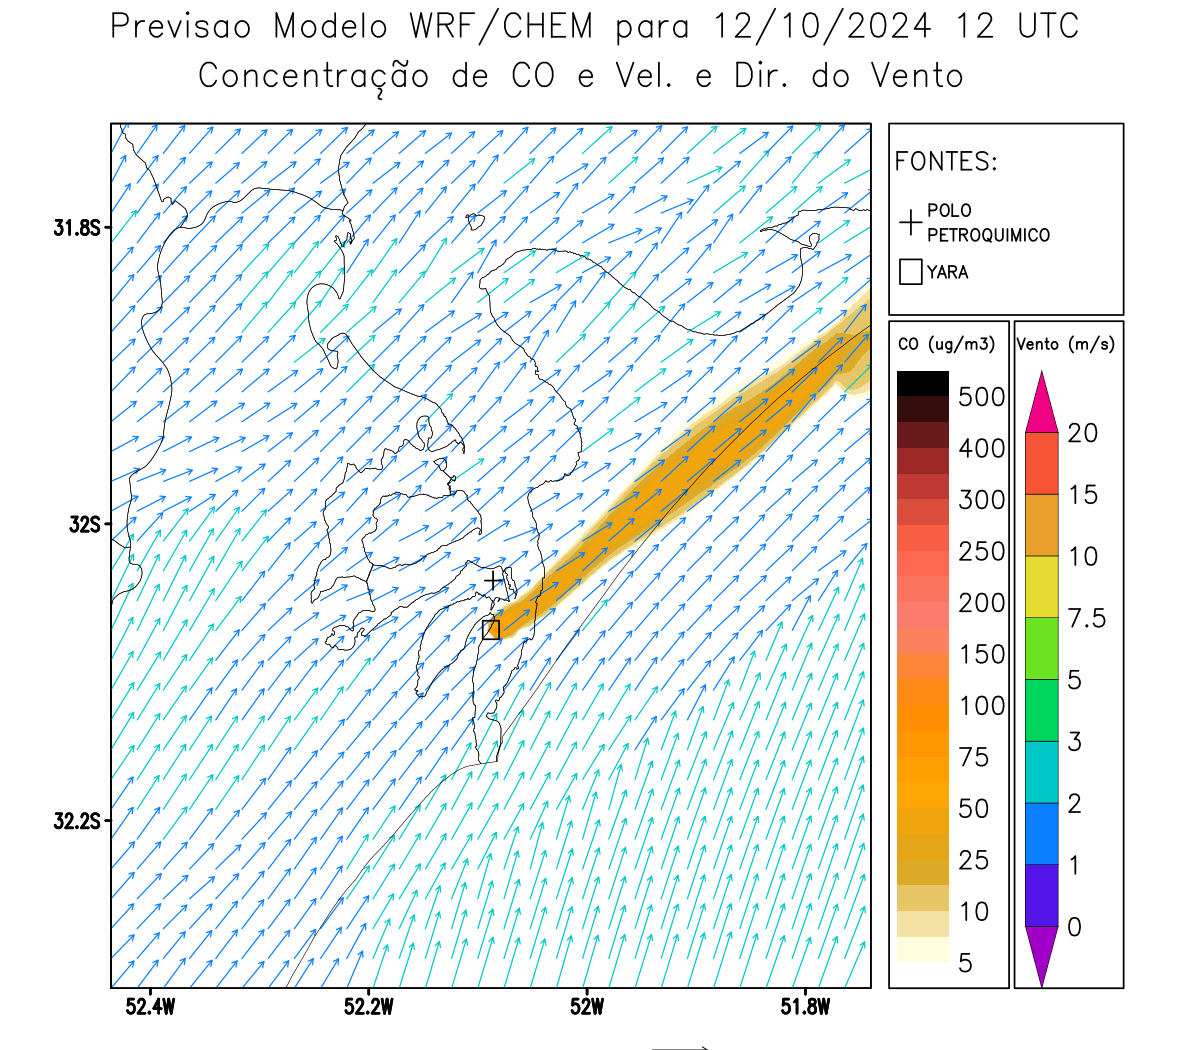 Previsao Modelo WRF/CHEM para 12/10/2024 12 UTC
Concentração de CO e Vel. e Dir. do Vento
FONTES:
POLO
PETROQUIMICO
YARA
31.8S
32S
32.2S
52.4W
52.2W
52W
51.8W
CO (ug/m3)
500
400
300
250
200
150
100
75
50
25
10
5
Vento (m/s)
20
15
10
7.5
5
3
2
1
0